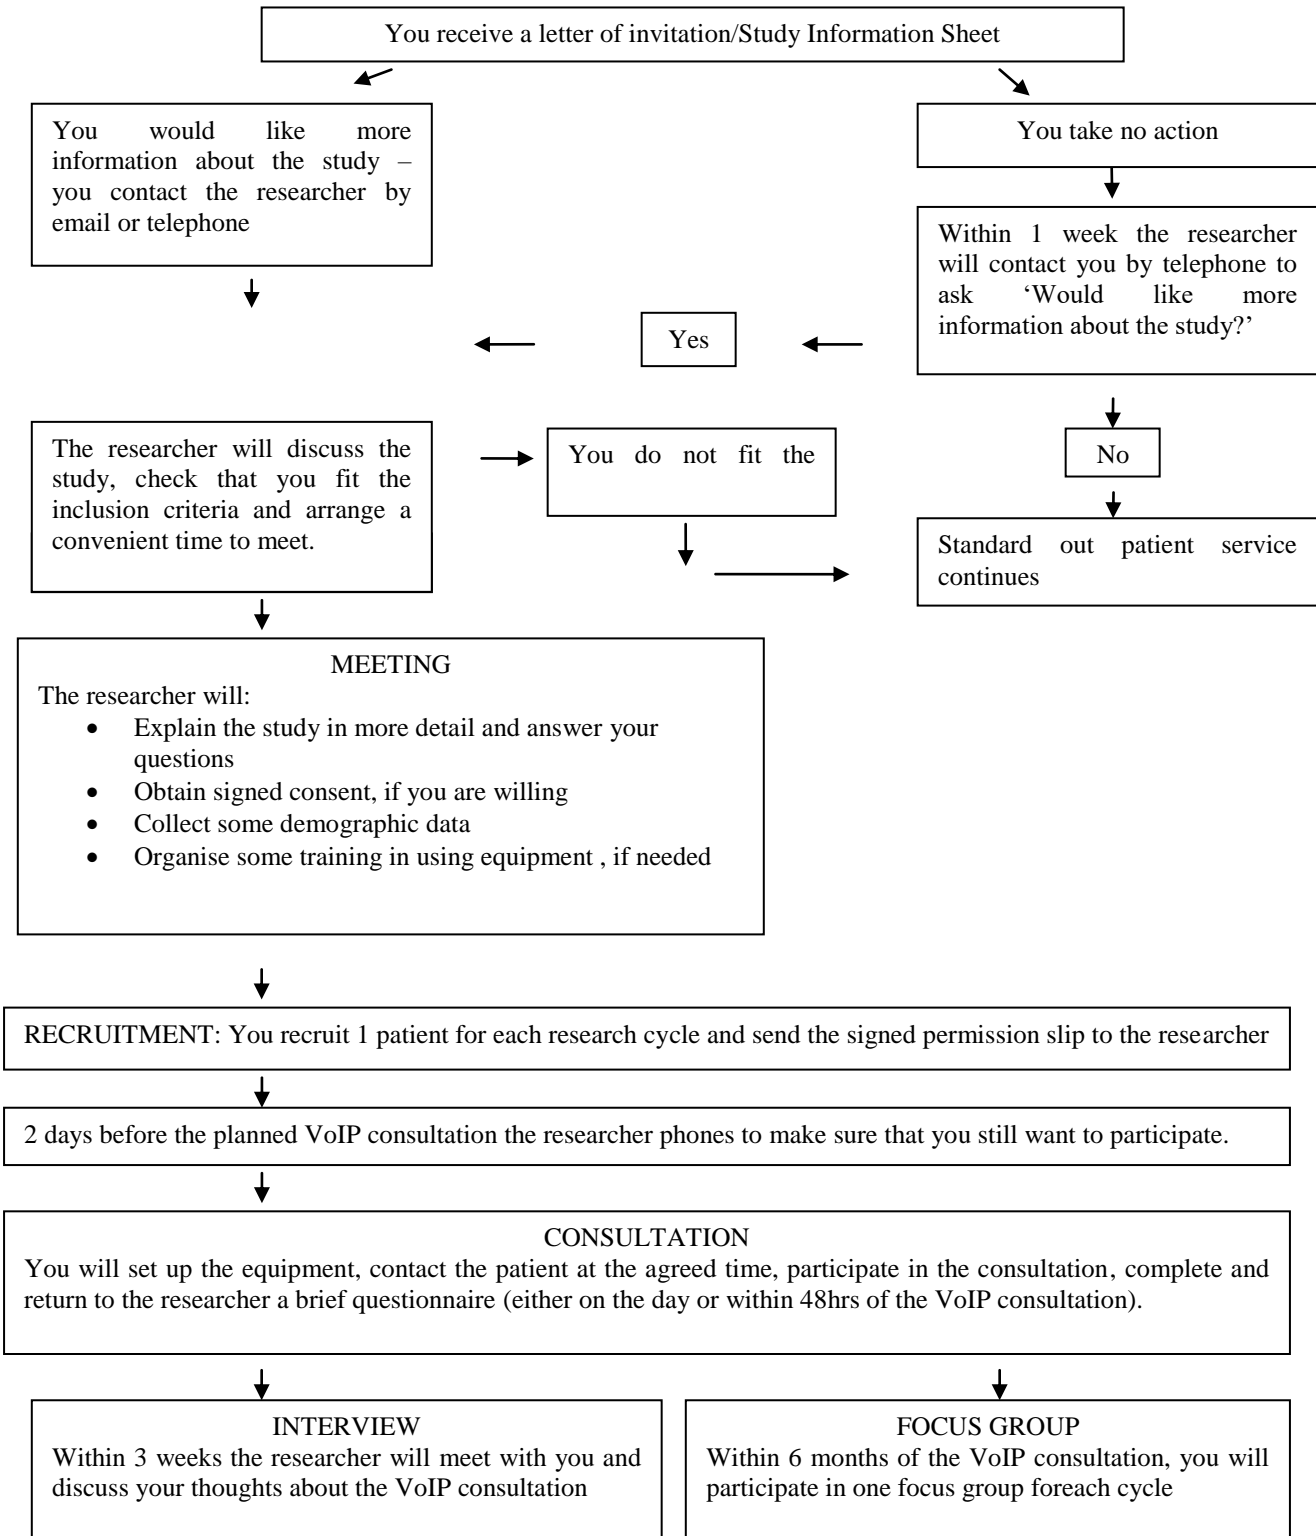 You receive a letter of invitation/Study Information Sheet
You would like more
information about the study –
you contact the researcher by
email or telephone
You take no action
Within 1 week the researcher
will contact you by telephone to
ask ‘Would like more
information about the study?’
Yes
The researcher will discuss the
study, check that you fit the
inclusion criteria and arrange a
convenient time to meet.
You do not fit the
No
Standard out patient service
continues
MEETING
The researcher will:
• Explain the study in more detail and answer your
questions
• Obtain signed consent, if you are willing
• Collect some demographic data
• Organise some training in using equipment , if needed
RECRUITMENT: You recruit 1 patient for each research cycle and send the signed permission slip to the researcher
2 days before the planned VoIP consultation the researcher phones to make sure that you still want to participate.
CONSULTATION
You will set up the equipment, contact the patient at the agreed time, participate in the consultation, complete and
return to the researcher a brief questionnaire (either on the day or within 48hrs of the VoIP consultation).
INTERVIEW
Within 3 weeks the researcher will meet with you and
discuss your thoughts about the VoIP consultation
FOCUS GROUP
Within 6 months of the VoIP consultation, you will
participate in one focus group foreach cycle